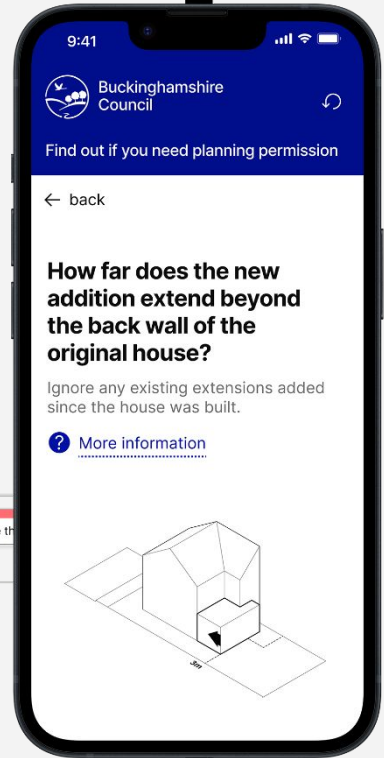 9:41
Buckinghamshire
Council
Find out if you need planning permission
← back
How far does the new
addition extend beyond
the back wall of the
original house?
Ignore any existing extensions added
since the house was built.
? More information
3m